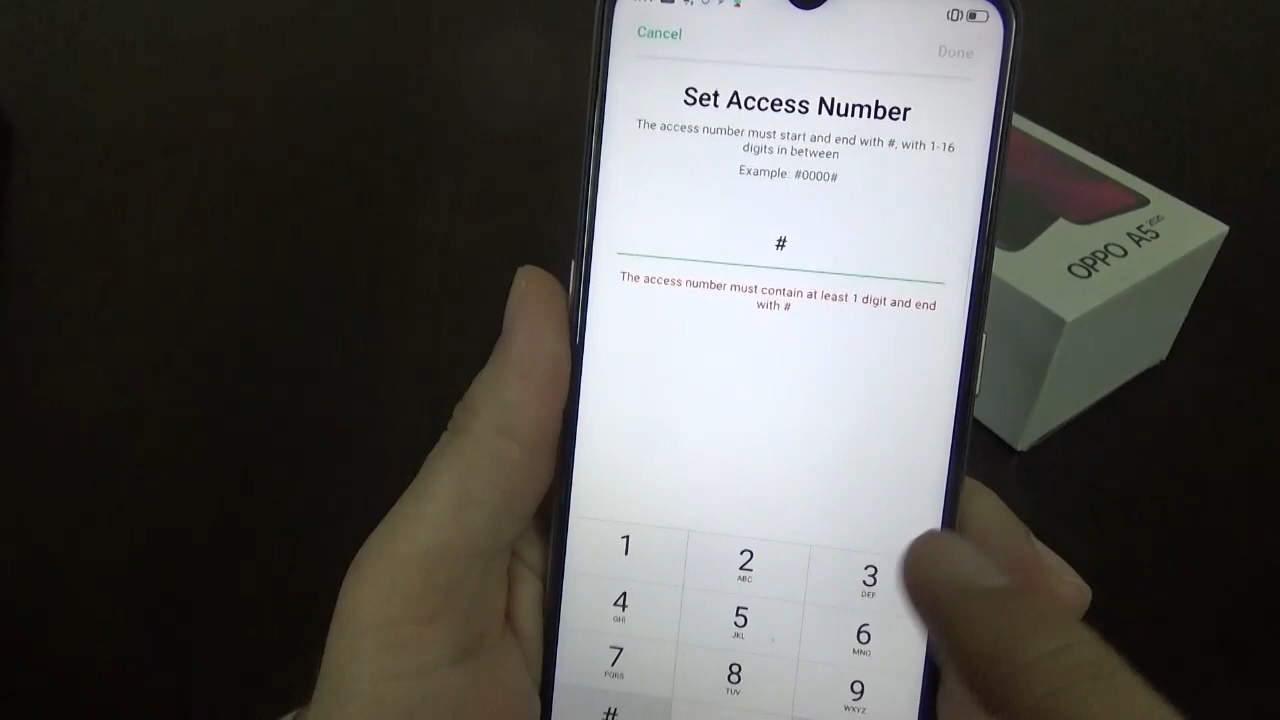 Cancel
Done
Set Access Number
The access number must start and end with #, with 1-16
digits in between
Example: #0000#
#
The access number must contain at least 1 digit and end
with #
1
2
ABC
3
DEF
4
GHI
5
JKL
6
MNO
7
PQRS
8
TUV
9
WXYZ
#
OPPO A5 2020